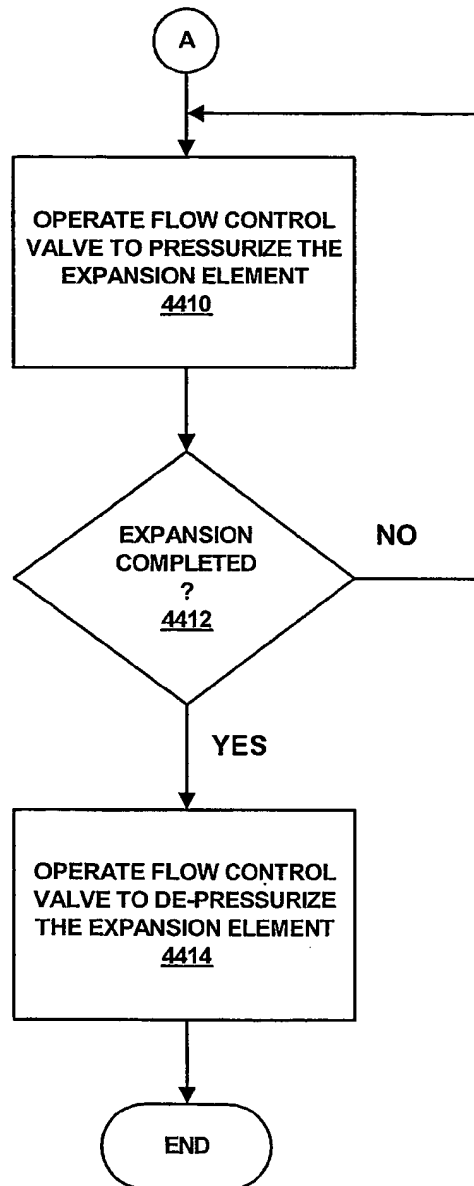 A
OPERATE FLOW CONTROL
VALVE TO PRESSURIZE THE
EXPANSION ELEMENT
4410
EXPANSION
COMPLETED
?
4412
NO
YES
OPERATE FLOW CONTROL
VALVE TO DE-PRESSURIZE
THE EXPANSION ELEMENT
4414
END